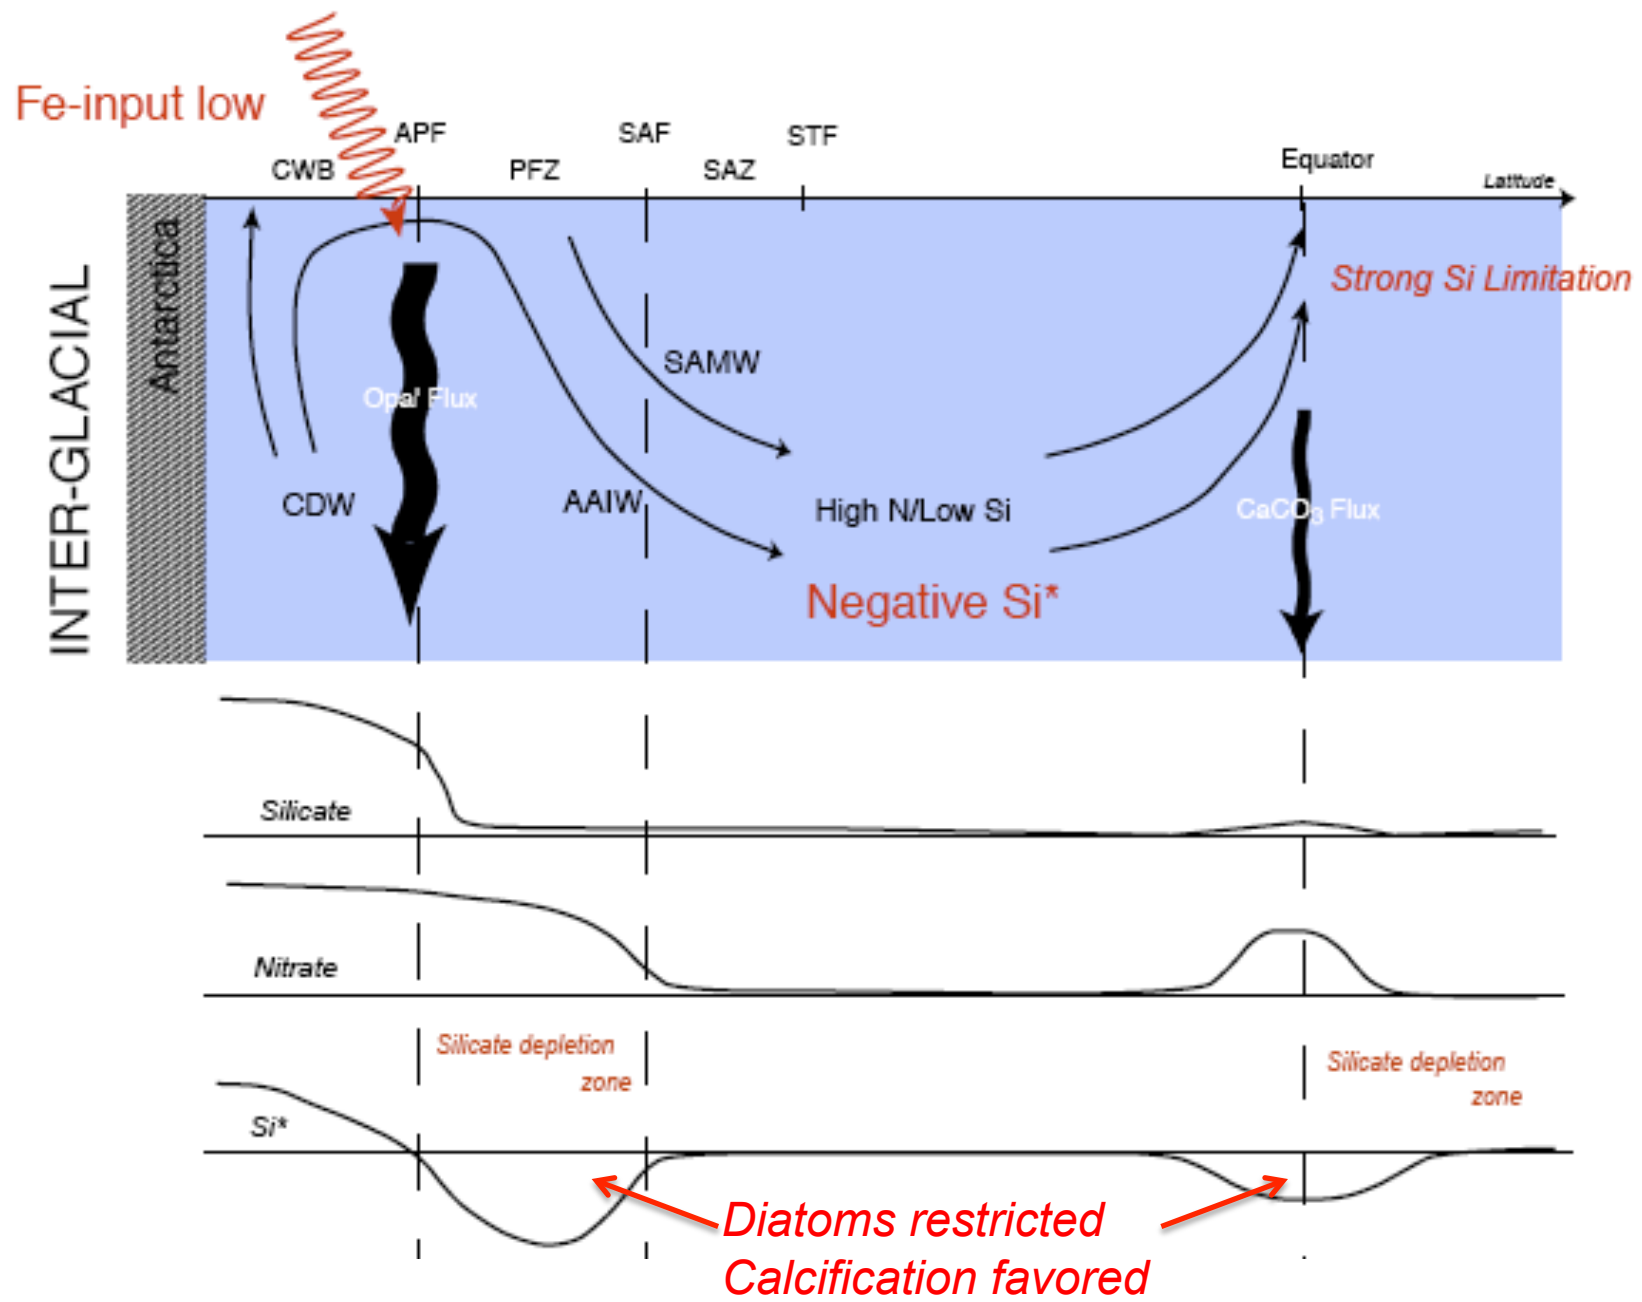 Fe-input low
APF
SAF
STF
CWB
PFZ
SAZ
Equator
Latitude
INTER-GLACIAL
Antarctica
Strong Si Limitation
SAMW
Opal Flux
CDW
AAIW
High N/Low Si
CaCO3 Flux
Negative Si*
Silicate
Nitrate
Silicate depletion
zone
Silicate depletion
zone
Si*
Diatoms restricted
Calcification favored